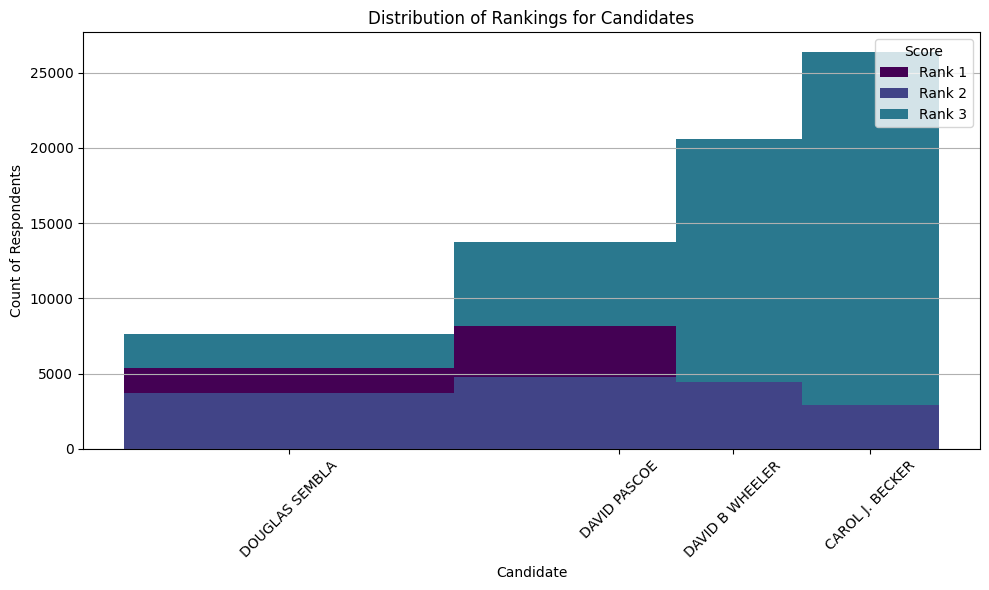 Distribution of Rankings for Candidates
Score
Rank 1
Rank 2
Rank 3
Count of Respondents
25000
20000
15000
10000
5000
0
DOUGLAS SEMBLA
DAVID PASCOE
DAVID B WHEELER
CAROL J. BECKER
Candidate